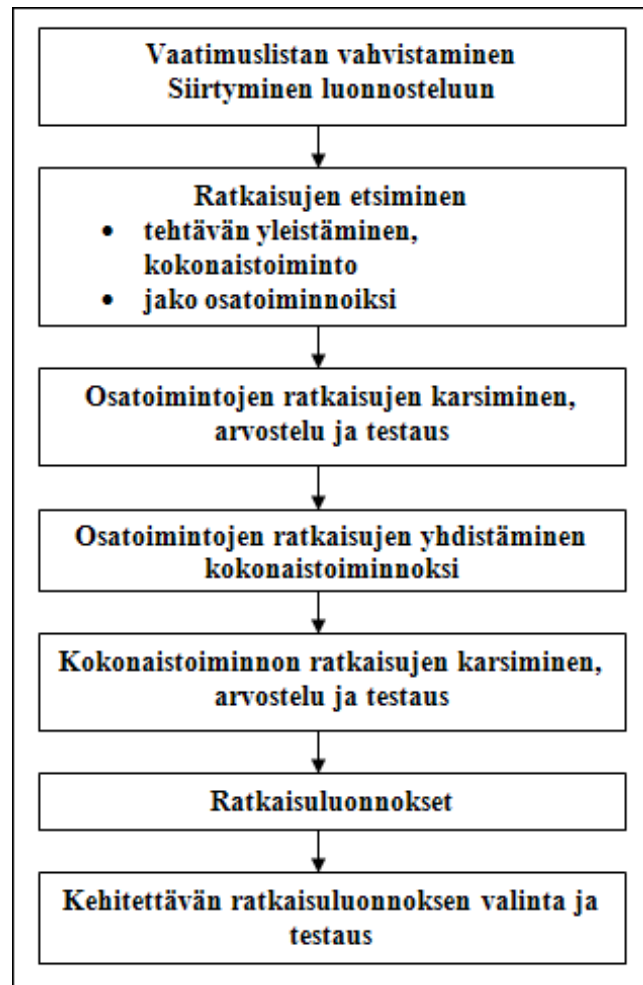 Vaatimuslistan vahvistaminen
Siirtyminen luonnosteluun
Ratkaisujen etsiminen
• tehtävän yleistäminen,
kokonaistoiminto
• jako osatoiminnoiksi
Osatoimintojen ratkaisujen karsiminen,
arvostelu ja testaus
Osatoimintojen ratkaisujen yhdistäminen
kokonaistoiminnoksi
Kokonaistoiminnon ratkaisujen karsiminen,
arvostelu ja testaus
Ratkaisuluonnokset
Kehitettävän ratkaisuluonnoksen valinta ja
testaus